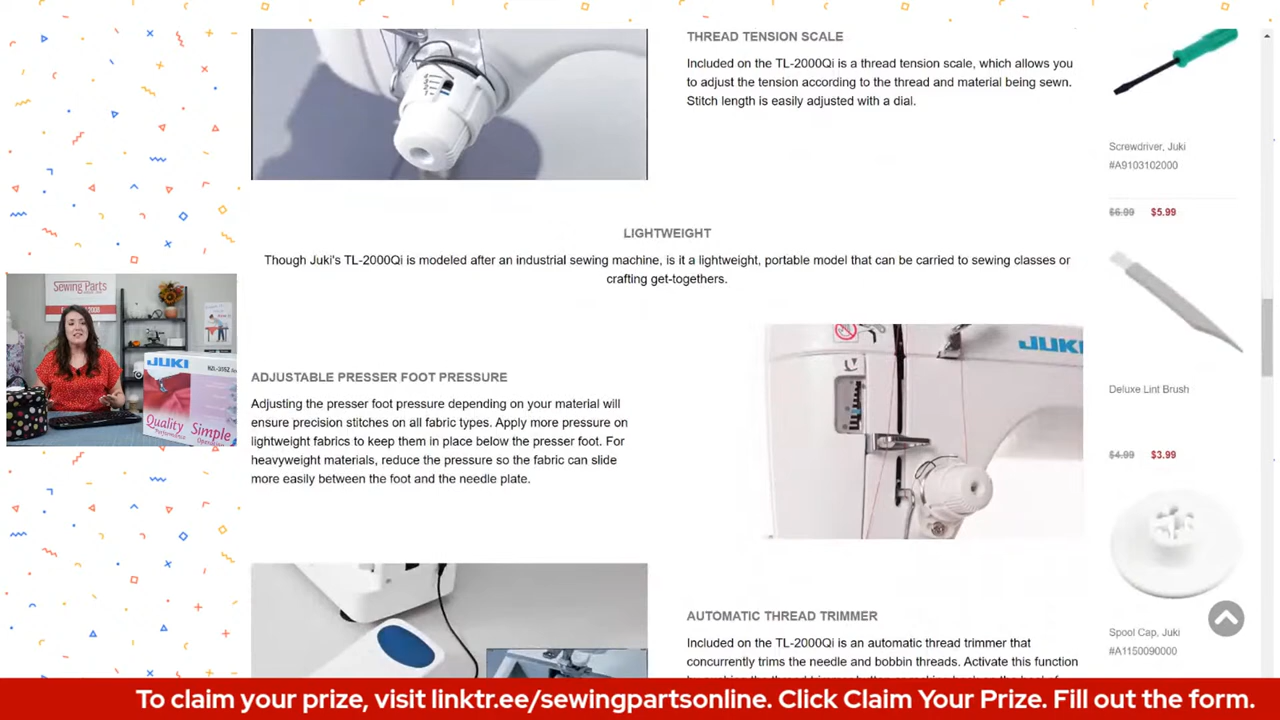 THREAD TENSION SCALE
Included on the TL-2000Qi is a thread tension scale, which allows you
to adjust the tension according to the thread and material being sewn.
Stitch length is easily adjusted with a dial.
Screwdriver, Juki
#A9103102000
$6.99 $5.99
LIGHTWEIGHT
Though Juki's TL-2000Qi is modeled after an industrial sewing machine, is it a lightweight, portable model that can be carried to sewing classes or
crafting get-togethers.
Sewing Parts
JUKI
Quality Simple
JUKI
ADJUSTABLE PRESSER FOOT PRESSURE
Adjusting the presser foot pressure depending on your material will
ensure precision stitches on all fabric types. Apply more pressure on
lightweight fabrics to keep them in place below the presser foot. For
heavyweight materials, reduce the pressure so the fabric can slide
more easily between the foot and the needle plate.
Deluxe Lint Brush
$4.99 $3.99
AUTOMATIC THREAD TRIMMER
Included on the TL-2000Qi is an automatic thread trimmer that
concurrently trims the needle and bobbin threads. Activate this function
Spool Cap, Juki
#A1150090000
To claim your prize, visit linktr.ee/sewingpartsonline. Click Claim Your Prize. Fill out the form.